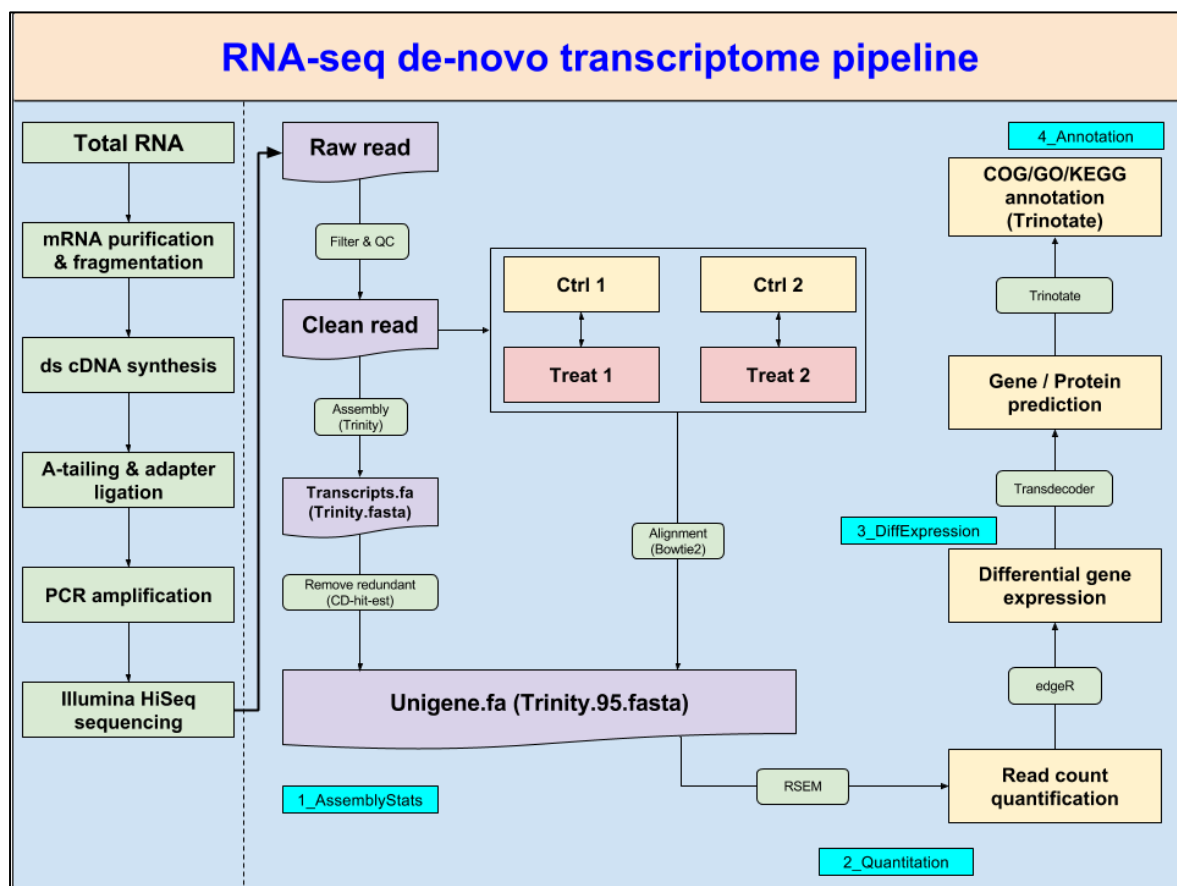 RNA-seq de-novo transcriptome pipeline
Total RNA
mRNA purification
& fragmentation
ds cDNA synthesis
A-tailing & adapter
ligation
PCR amplification
Illumina HiSeq
sequencing
Raw read
Filter & QC
Clean read
Assembly
(Trinity)
Transcripts.fa
(Trinity.fasta)
Remove redundant
(CD-hit-est)
Ctrl 1
Ctrl 2
Treat 1
Treat 2
Alignment
(Bowtie2)
Unigene.fa (Trinity.95.fasta)
1_AssemblyStats
RSEM
2_Quantitation
Read count
quantification
edgeR
Differential gene
expression
3_DiffExpression
Transdecoder
Gene / Protein
prediction
Trinotate
COG/GO/KEGG
annotation
(Trinotate)
4_Annotation